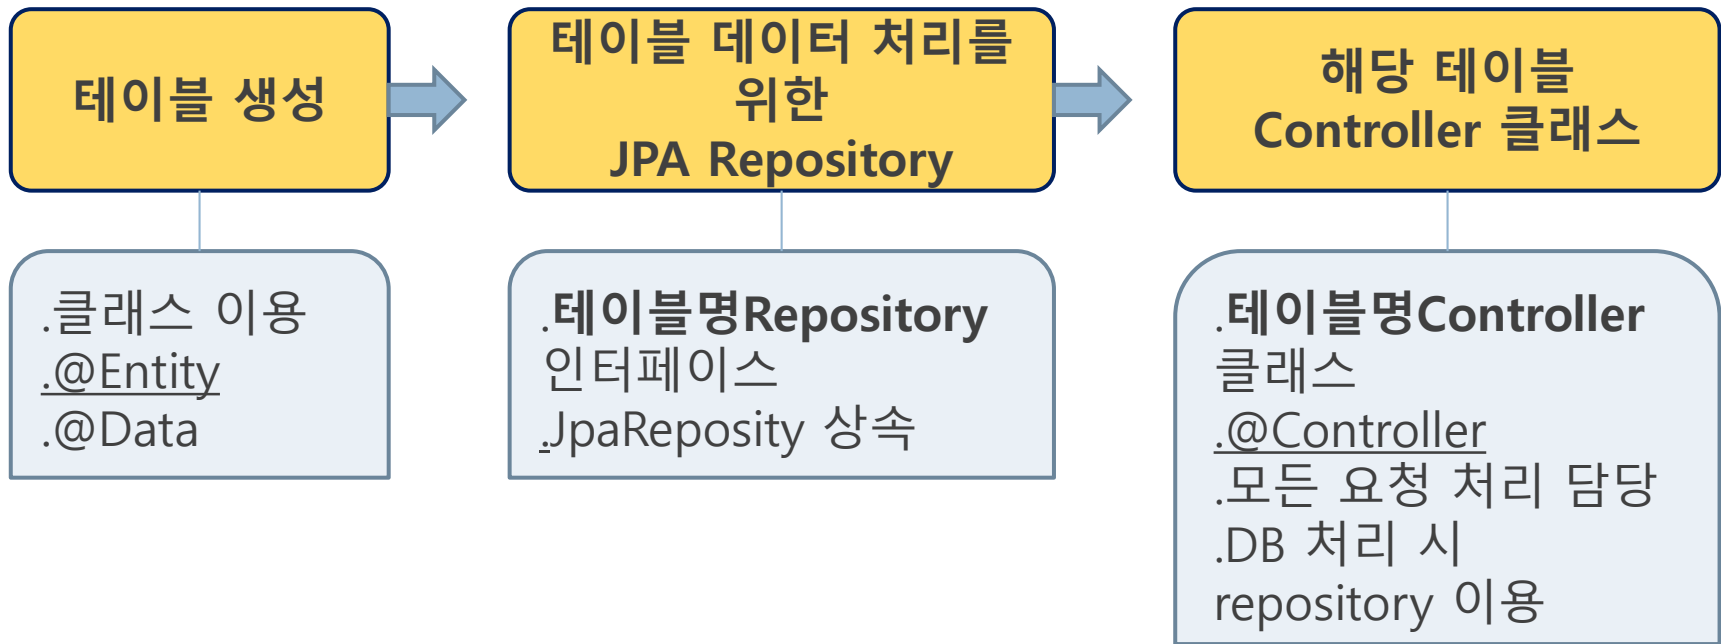 테이블 생성
테이블 데이터 처리를
위한
JPA Repository
해당 테이블
Controller 클래스
.클래스 이용
.@Entity
.@Data
.테이블명Repository
인터페이스
.JpaReposity 상속
.테이블명Controller
클래스
.@Controller
.모든 요청 처리 담당
.DB 처리 시
repository 이용